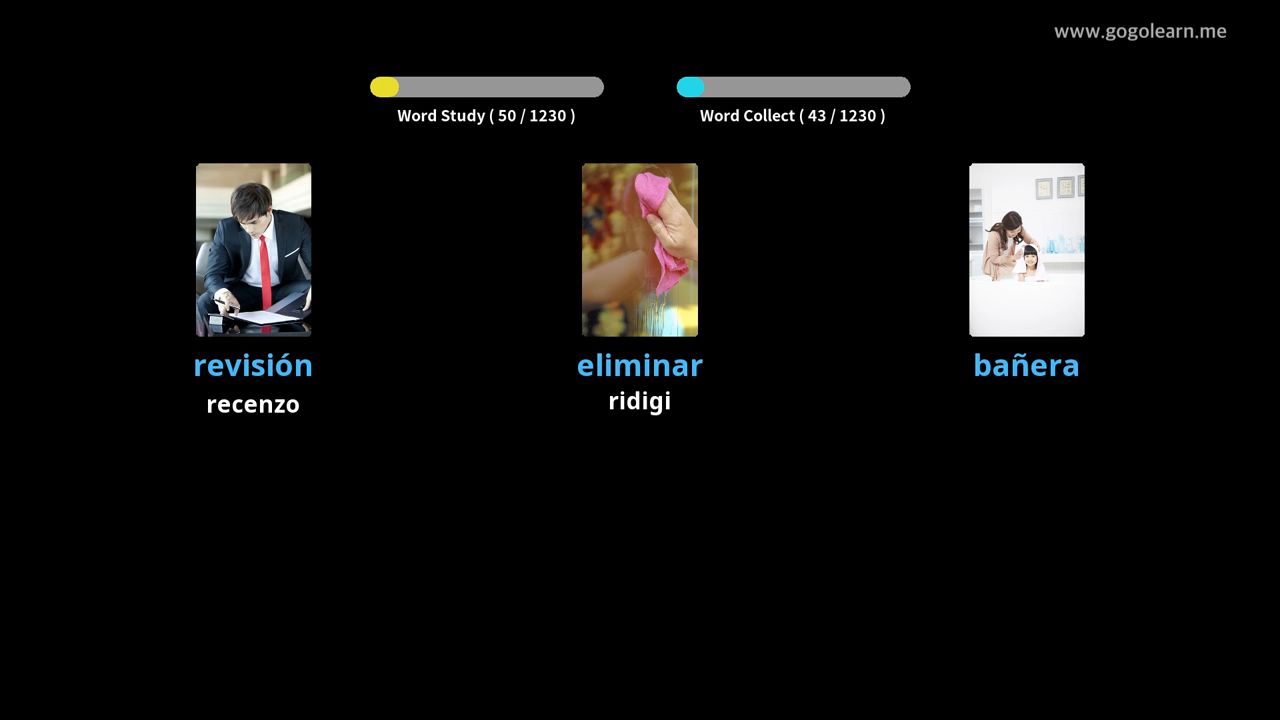 www.gogolearn.me
Word Study ( 50 / 1230 )
Word Collect ( 43 / 1230 )
revisión
recenzo
eliminar
ridigi
bañera